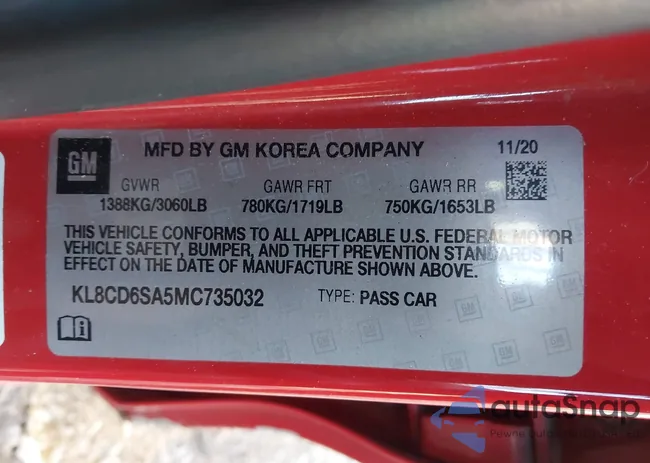 GM MFD BY GM KOREA COMPANY 11/20
GVWR GAWR FRT GAWR RR
1388KG/3060LB 780KG/1719LB 750KG/1653LB
THIS VEHICLE CONFORMS TO ALL APPLICABLE U.S. FEDERAL MOTOR
VEHICLE SAFETY, BUMPER, AND THEFT PREVENTION STANDARDS IN
EFFECT ON THE DATE OF MANUFACTURE SHOWN ABOVE.
KL8CD6SA5MC735032 TYPE: PASS CAR
GM
autoSnap
Pewne